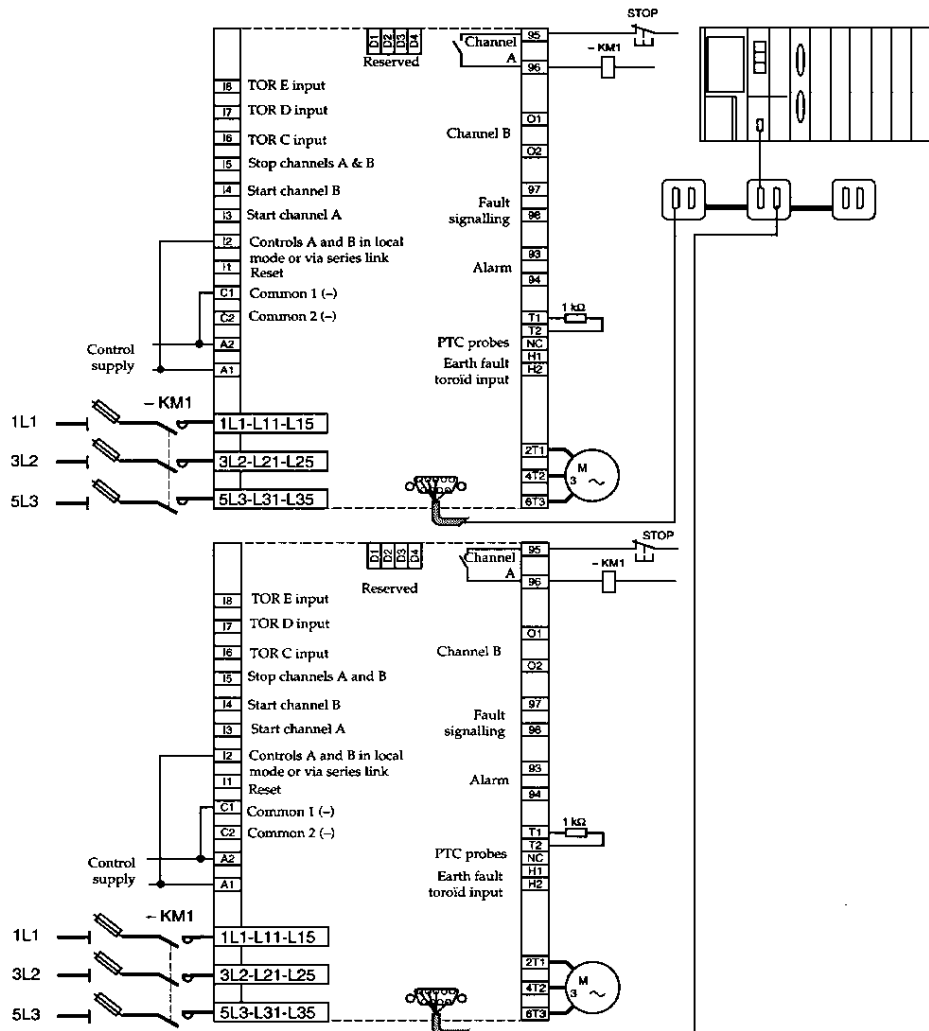 STOP
D1 D2 D3 D4
95
Channel
Reserved
A
96
– KM1
I8 TOR E input
I7 TOR D input
O1
I6 TOR C input
Channel B
O2
I5 Stop channels A & B
I4 Start channel B
97
Fault
I3 Start channel A
signalling
98
I2 Controls A and B in local
mode or via series link
93
I1 Reset
Alarm
94
C1 Common 1 (–)
1 kΩ
C2 Common 2 (–)
T1
T2
Control
supply
A2
PTC probes
NC
A1
Earth fault
toroïd input
H1
H2
– KM1
1L1
1L1-L11-L15
3L2
3L2-L21-L25
2T1
4T2
M
3 ~
5L3
5L3-L31-L35
6T3
STOP
D1 D2 D3 D4
95
Channel
Reserved
A
96
– KM1
I8 TOR E input
I7 TOR D input
O1
I6 TOR C input
Channel B
O2
I5 Stop channels A and B
I4 Start channel B
97
Fault
I3 Start channel A
signalling
98
I2 Controls A and B in local
mode or via series link
93
I1 Reset
Alarm
94
C1 Common 1 (–)
1 kΩ
C2 Common 2 (–)
T1
T2
Control
supply
A2
PTC probes
NC
A1
Earth fault
toroïd input
H1
H2
– KM1
1L1
1L1-L11-L15
3L2
3L2-L21-L25
2T1
4T2
M
3 ~
5L3
5L3-L31-L35
6T3